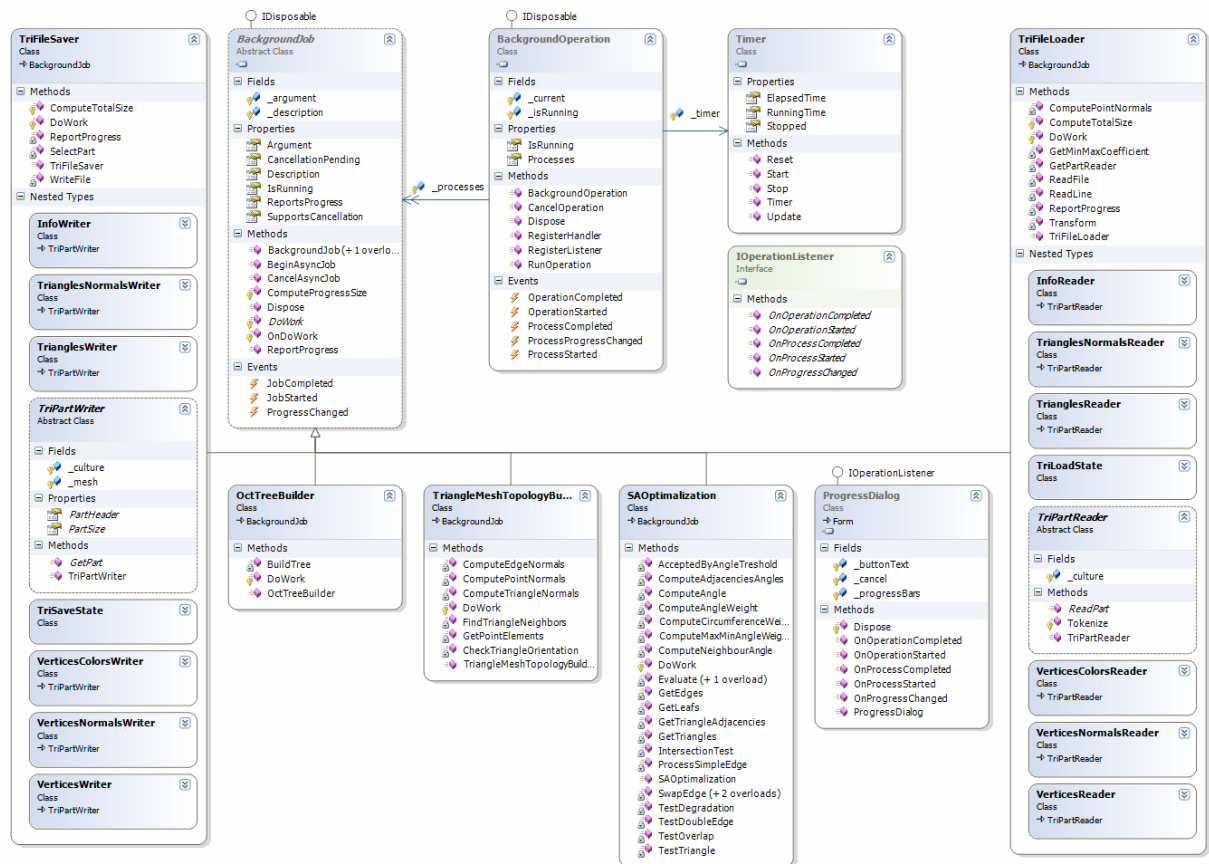 IDisposable
IDisposable
TriFileSaver
Class
BackgroundJob
Methods
ComputeTotalSize
DoWork
ReportProgress
SelectPart
TriFileSaver
WriteFile
Nested Types
InfoWriter
Class
TriPartWriter
TrianglesNormalsWriter
Class
TriPartWriter
TrianglesWriter
Class
TriPartWriter
TriPartWriter
Abstract Class
Fields
_culture
_mesh
Properties
PartHeader
PartSize
Methods
GetPart
TriPartWriter
TriSaveState
Class
VerticesColorsWriter
Class
TriPartWriter
VerticesNormalsWriter
Class
TriPartWriter
VerticesWriter
Class
TriPartWriter
BackgroundJob
Abstract Class
Fields
_argument
_description
Properties
Argument
CancellationPending
Description
IsRunning
ReportsProgress
SupportsCancellation
Methods
BackgroundJob (+ 1 overlo...
BeginAsyncJob
CancelAsyncJob
ComputeProgressSize
Dispose
DoWork
OnDoWork
ReportProgress
Events
JobCompleted
JobStarted
ProgressChanged
_processes
BackgroundOperation
Class
Fields
_current
_isRunning
Properties
IsRunning
Processes
Methods
BackgroundOperation
CancelOperation
Dispose
RegisterHandler
RegisterListener
RunOperation
Events
OperationCompleted
OperationStarted
ProcessCompleted
ProcessProgressChanged
ProcessStarted
_timer
Timer
Class
Properties
ElapsedTime
RunningTime
Stopped
Methods
Reset
Start
Stop
Timer
Update
IOperationListener
Interface
Methods
OnOperationCompleted
OnOperationStarted
OnProcessCompleted
OnProcessStarted
OnProgressChanged
OctTreeBuilder
Class
BackgroundJob
Methods
BuildTree
DoWork
OctTreeBuilder
TriangleMeshTopologyBu...
Class
BackgroundJob
Methods
ComputeEdgeNormals
ComputePointNormals
ComputeTriangleNormals
DoWork
FindTriangleNeighbors
GetPointElements
CheckTriangleOrientation
TriangleMeshTopologyBuild...
SAOptimalization
Class
BackgroundJob
Methods
AcceptedByAngleTreshold
ComputeAdjacenciesAngles
ComputeAngle
ComputeAngleWeight
ComputeCircumferenceWei...
ComputeMaxMinAngleWeig...
ComputeNeighbourAngle
DoWork
Evaluate (+ 1 overload)
GetEdges
GetLeafs
GetTriangleAdjacencies
GetTriangles
IntersectionTest
ProcessSimpleEdge
SAOptimalization
SwapEdge (+ 2 overloads)
TestDegradation
TestDoubleEdge
TestOverlap
TestTriangle
IOperationListener
ProgressDialog
Class
Form
Fields
_buttonText
_cancel
_progressBars
Methods
Dispose
OnOperationCompleted
OnOperationStarted
OnProcessCompleted
OnProcessStarted
OnProgressChanged
ProgressDialog
TriFileLoader
Class
BackgroundJob
Methods
ComputePointNormals
ComputeTotalSize
DoWork
GetMinMaxCoefficient
GetPartReader
ReadFile
ReadLine
ReportProgress
Transform
TriFileLoader
Nested Types
InfoReader
Class
TriPartReader
TrianglesNormalsReader
Class
TriPartReader
TrianglesReader
Class
TriPartReader
TriLoadState
Class
TriPartReader
Abstract Class
Fields
_culture
Methods
ReadPart
Tokenize
TriPartReader
VerticesColorsReader
Class
TriPartReader
VerticesNormalsReader
Class
TriPartReader
VerticesReader
Class
TriPartReader